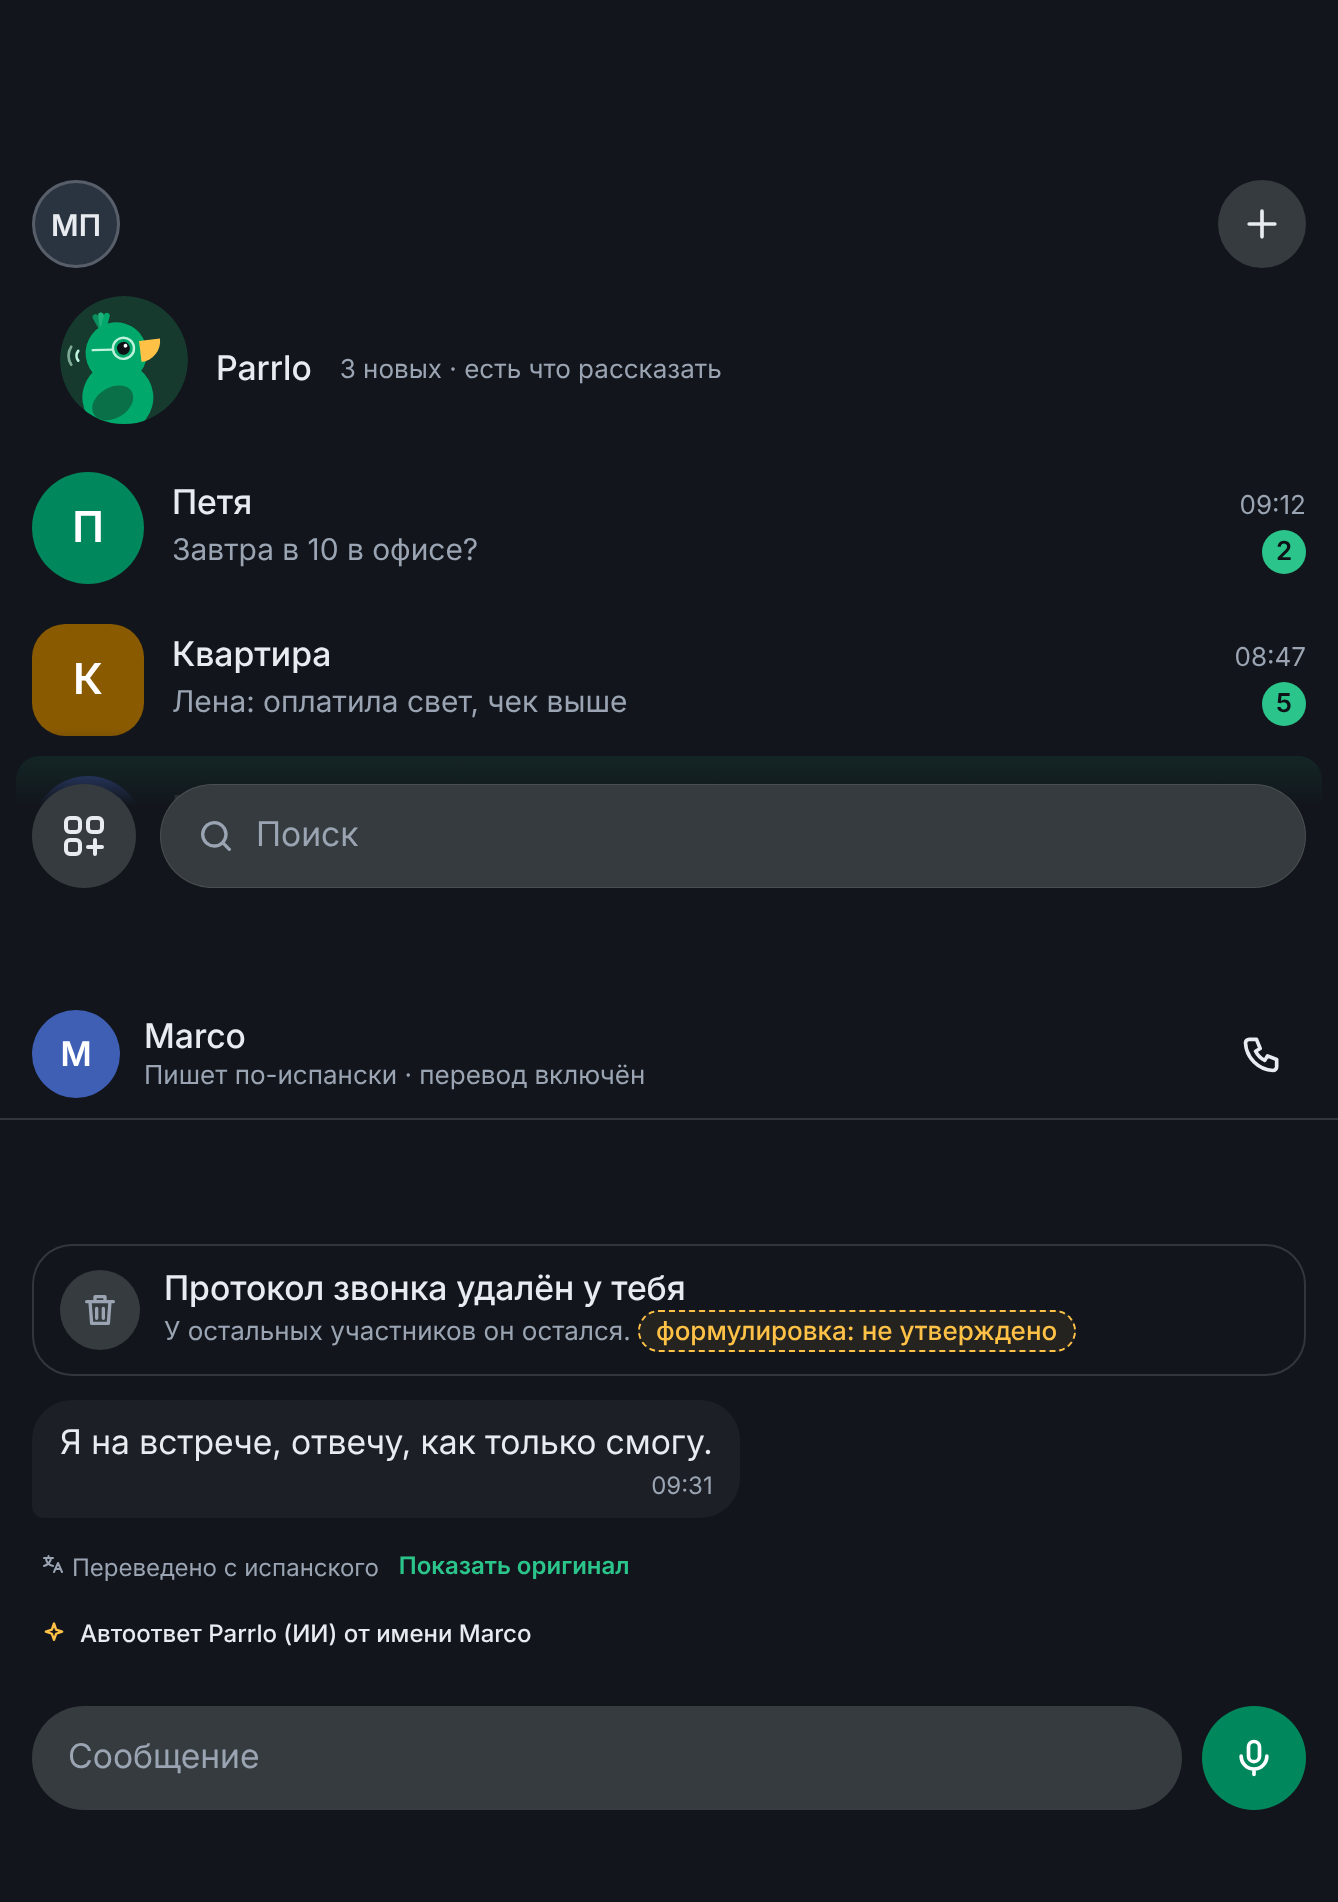 МП
Parrlo 3 новых · есть что рассказать
П
Петя
09:12
Завтра в 10 в офисе?
2
К
Квартира
08:47
Лена: оплатила свет, чек выше
5
Поиск
М
Marco
Пишет по-испански · перевод включён
Протокол звонка удалён у тебя
У остальных участников он остался. формулировка: не утверждено
Я на встрече, отвечу, как только смогу.
09:31
Переведено с испанского Показать оригинал
Автоответ Parrlo (ИИ) от имени Marco
Сообщение